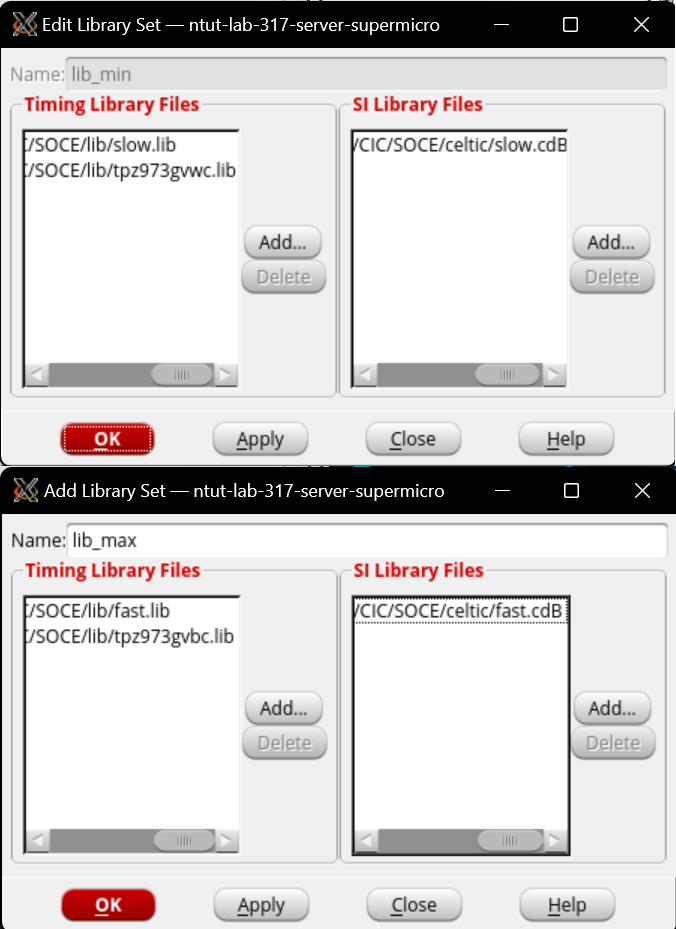 Edit Library Set — ntut-lab-317-server-supermicro
Name: lib_min
Timing Library Files
SI Library Files
/SOCE/lib/slow.lib
/SOCE/lib/tpz973gvwc.lib
/CIC/SOCE/celtic/slow.cdB
Add...
Delete
Add...
Delete
OK
Apply
Close
Help
Add Library Set — ntut-lab-317-server-supermicro
Name: lib_max
Timing Library Files
SI Library Files
/SOCE/lib/fast.lib
/SOCE/lib/tpz973gvbc.lib
/CIC/SOCE/celtic/fast.cdB
Add...
Delete
Add...
Delete
OK
Apply
Close
Help